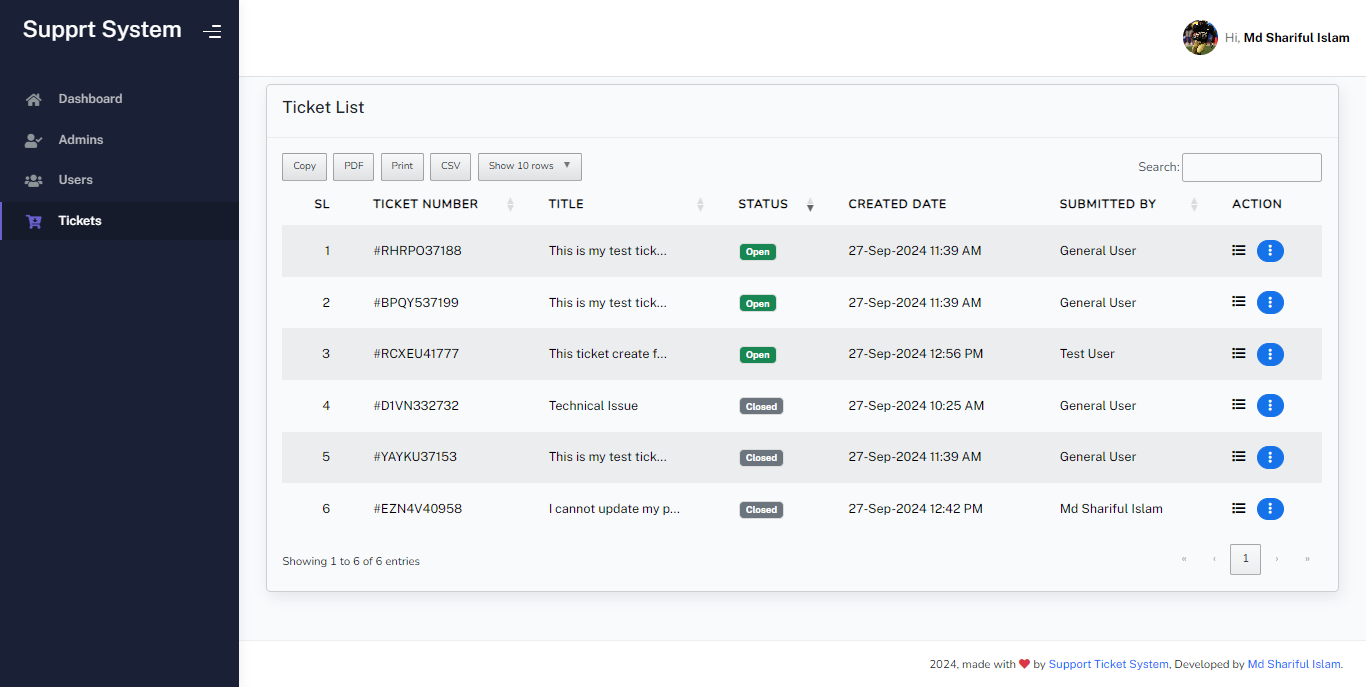 Supprt System
Hi, Md Shariful Islam
Dashboard
Admins
Users
Tickets
Ticket List
Copy PDF Print CSV Show 10 rows ▼ Search:
SL TICKET NUMBER TITLE STATUS CREATED DATE SUBMITTED BY ACTION
1 #RHRPO37188 This is my test tick... Open 27-Sep-2024 11:39 AM General User
2 #BPQY537199 This is my test tick... Open 27-Sep-2024 11:39 AM General User
3 #RCXEU41777 This ticket create f... Open 27-Sep-2024 12:56 PM Test User
4 #D1VN332732 Technical Issue Closed 27-Sep-2024 10:25 AM General User
5 #YAYKU37153 This is my test tick... Closed 27-Sep-2024 11:39 AM General User
6 #EZN4V40958 I cannot update my p... Closed 27-Sep-2024 12:42 PM Md Shariful Islam
Showing 1 to 6 of 6 entries « ‹ 1 › »
2024, made with ❤ by Support Ticket System, Developed by Md Shariful Islam.